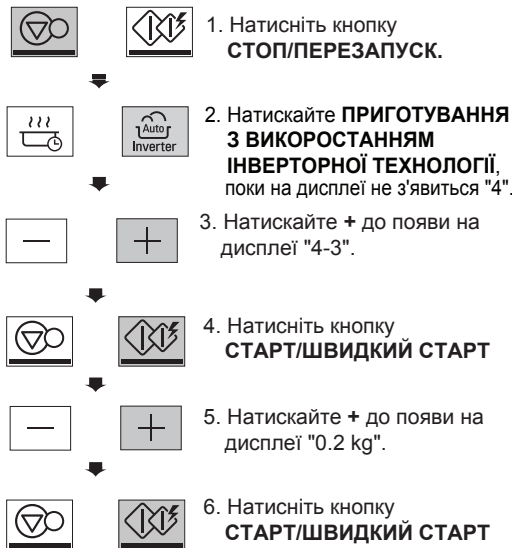 1. Натисніть кнопку
СТОП/ПЕРЕЗАПУСК.
2. Натискайте ПРИГОТУВАННЯ
З ВИКОРОСТАННЯМ
ІНВЕРТОРНОЇ ТЕХНОЛОГІЇ,
поки на дисплеї не з'явиться "4".
Auto
Inverter
3. Натискайте + до появи на
дисплеї "4-3".
4. Натисніть кнопку
СТАРТ/ШВИДКИЙ СТАРТ
5. Натискайте + до появи на
дисплеї "0.2 kg".
6. Натисніть кнопку
СТАРТ/ШВИДКИЙ СТАРТ